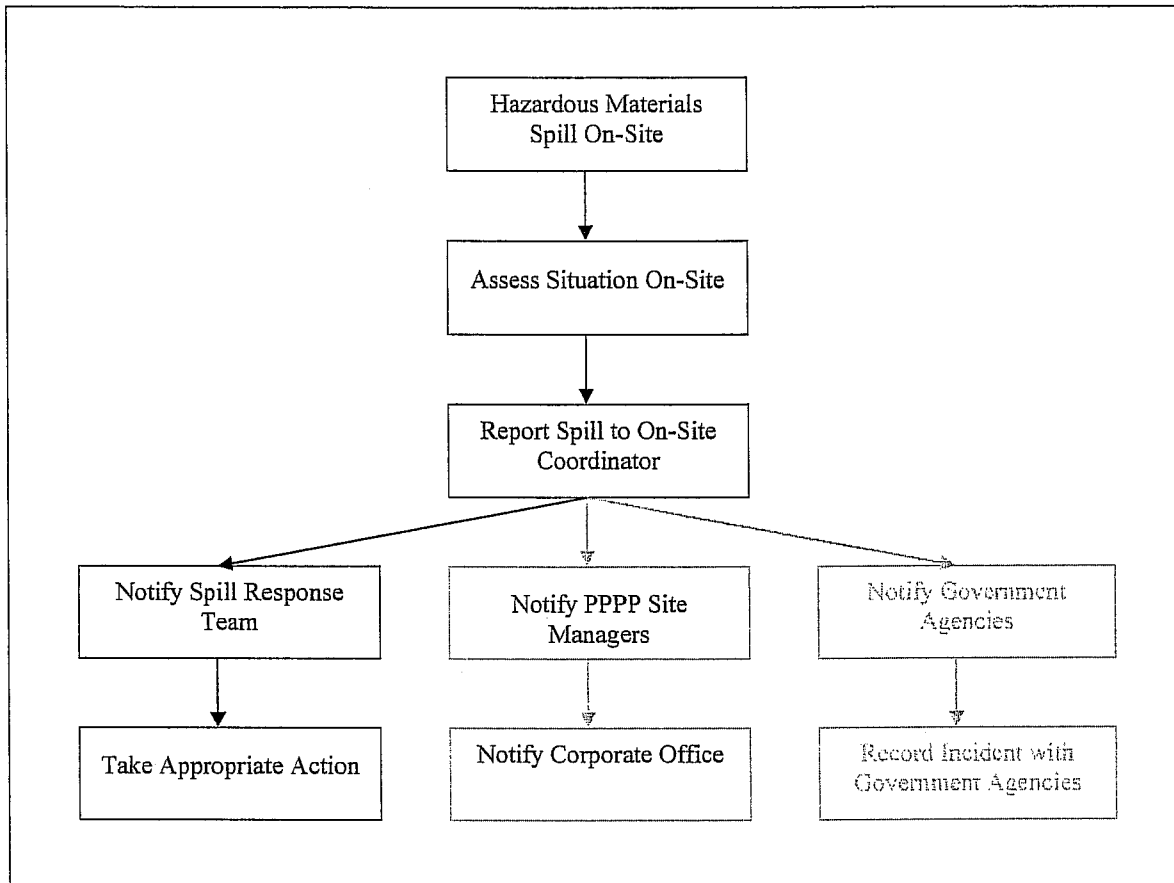 Hazardous Materials
Spill On-Site
Assess Situation On-Site
Report Spill to On-Site
Coordinator
Notify Spill Response
Team
Notify PPPP Site
Managers
Notify Government
Agencies
Take Appropriate Action
Notify Corporate Office
Record Incident with
Government Agencies